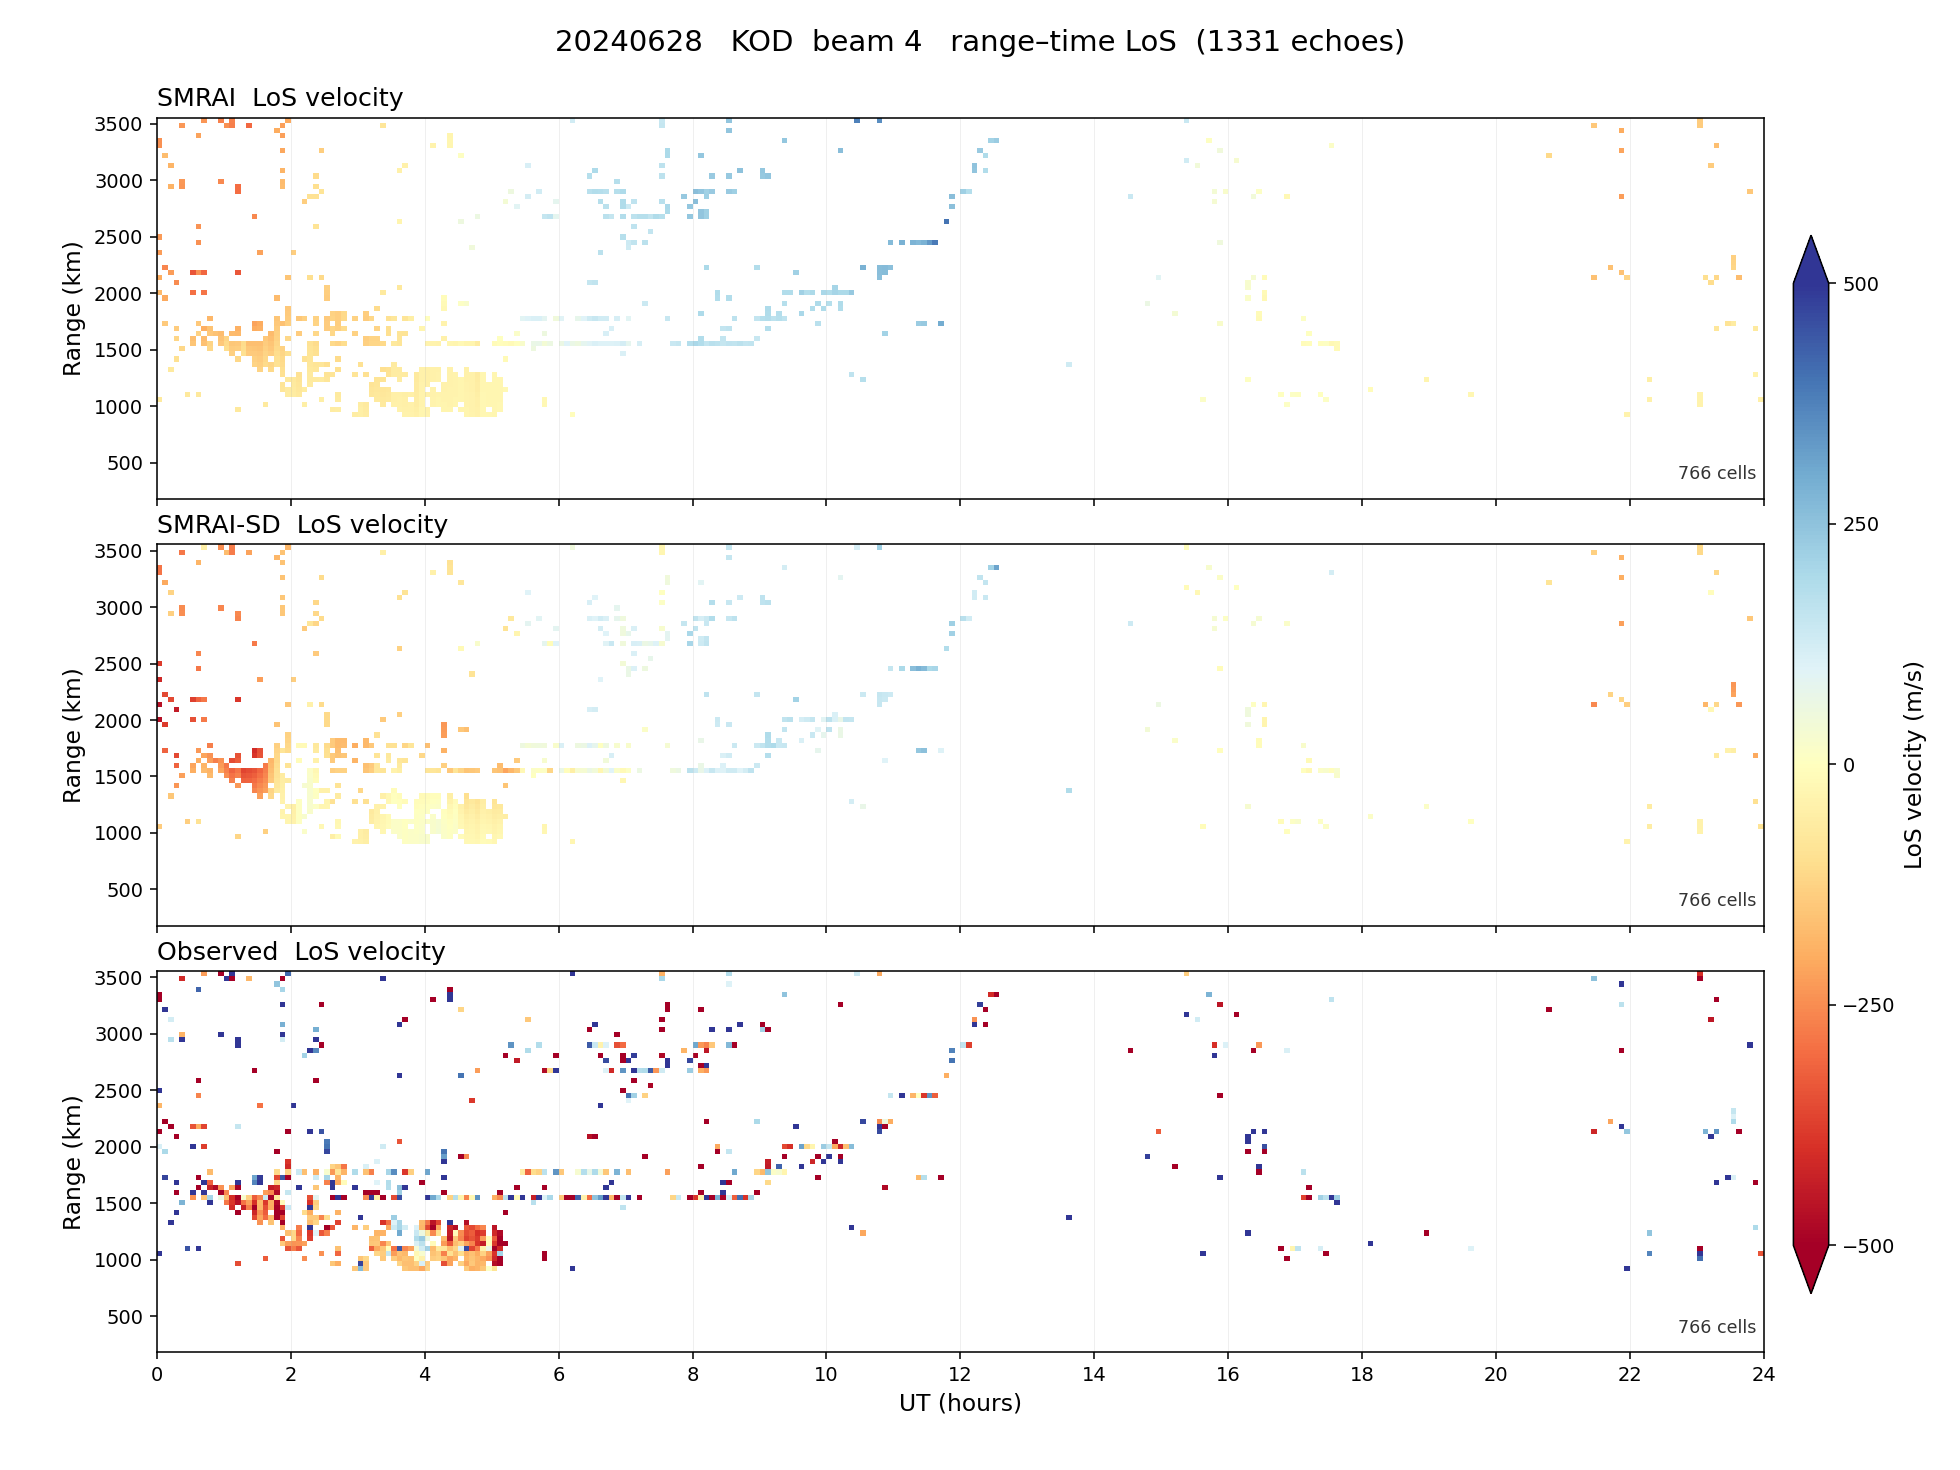 20240628   KOD  beam 4   range–time LoS  (1331 echoes)
SMRAI  LoS velocity
3500
3000
2500
2000
1500
1000
500
Range (km)
766 cells
SMRAI-SD  LoS velocity
3500
3000
2500
2000
1500
1000
500
Range (km)
766 cells
Observed  LoS velocity
3500
3000
2500
2000
1500
1000
500
Range (km)
766 cells
0 2 4 6 8 10 12 14 16 18 20 22 24
UT (hours)
500
250
0
−250
−500
LoS velocity (m/s)